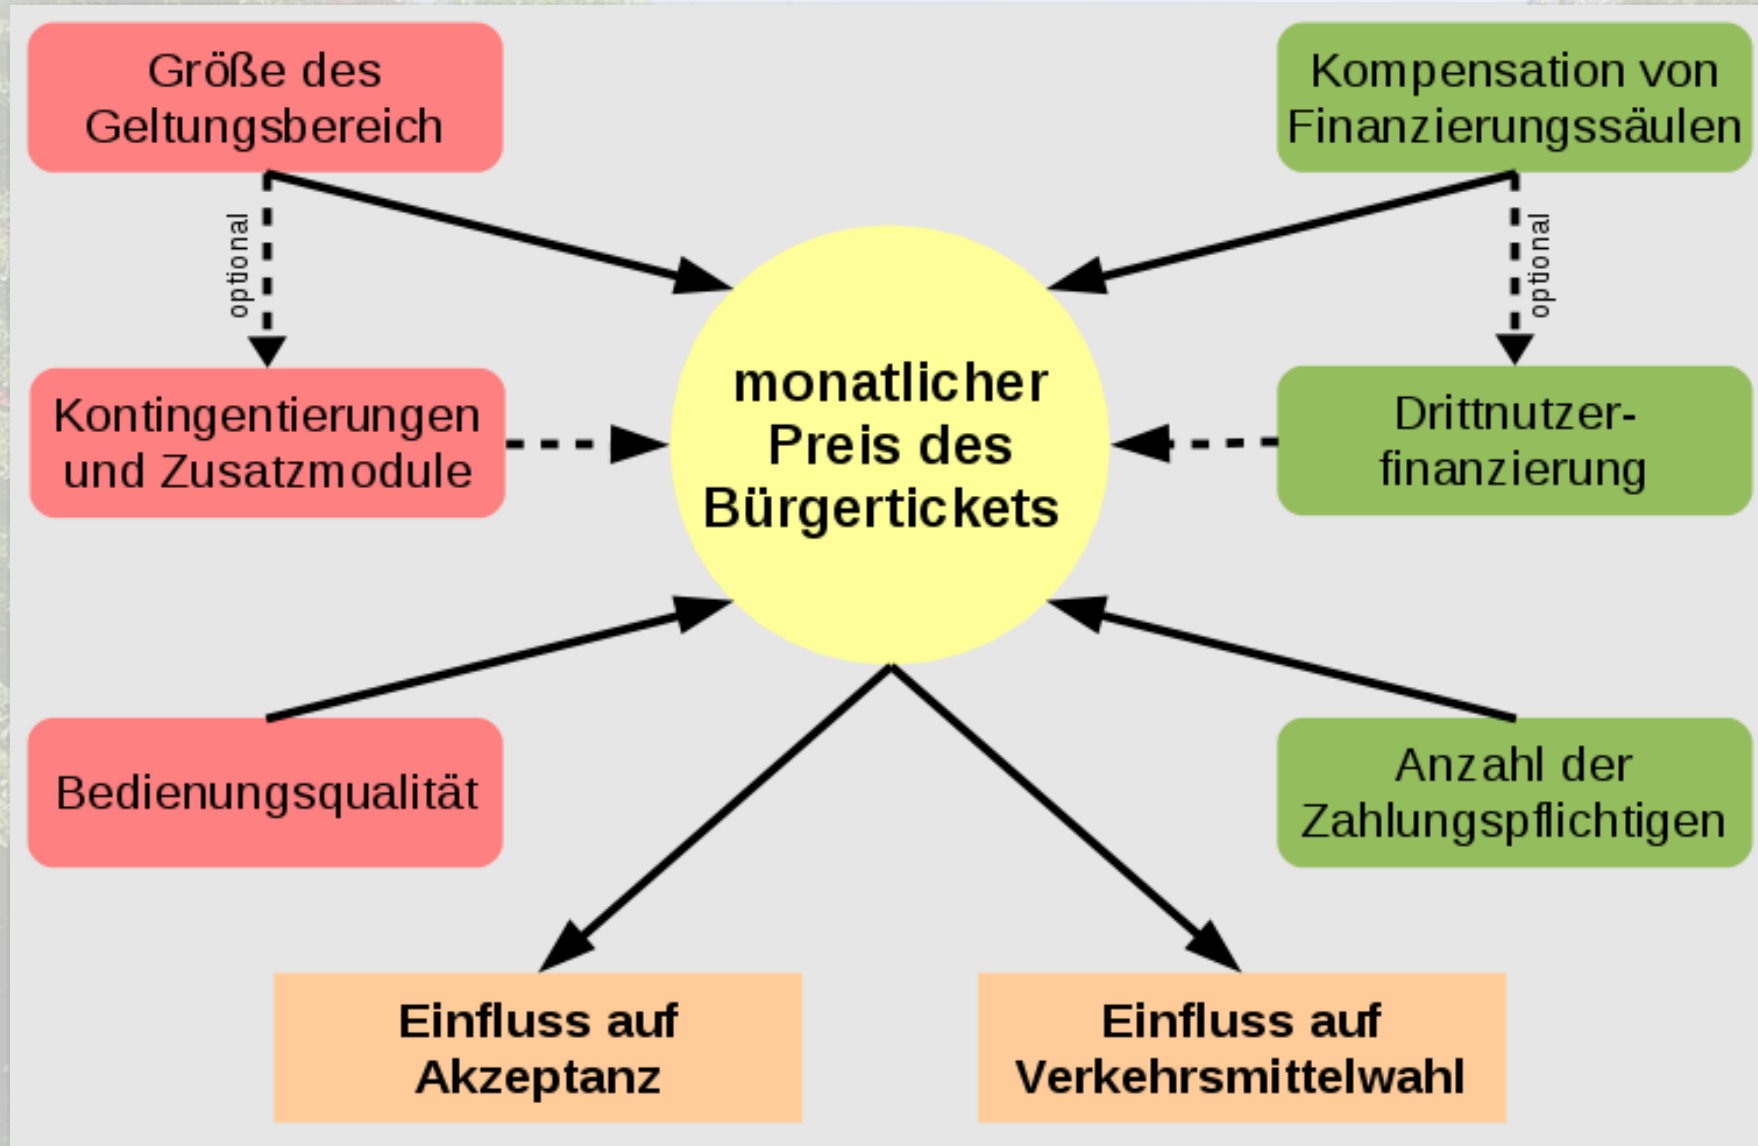 Größe des
Geltungsbereich
Kompensation von
Finanzierungssäulen
optional
optional
Kontingentierungen
und Zusatzmodule
monatlicher
Preis des
Bürgertickets
Drittnutzer-
finanzierung
Bedienungsqualität
Anzahl der
Zahlungspflichtigen
Einfluss auf
Akzeptanz
Einfluss auf
Verkehrsmittelwahl